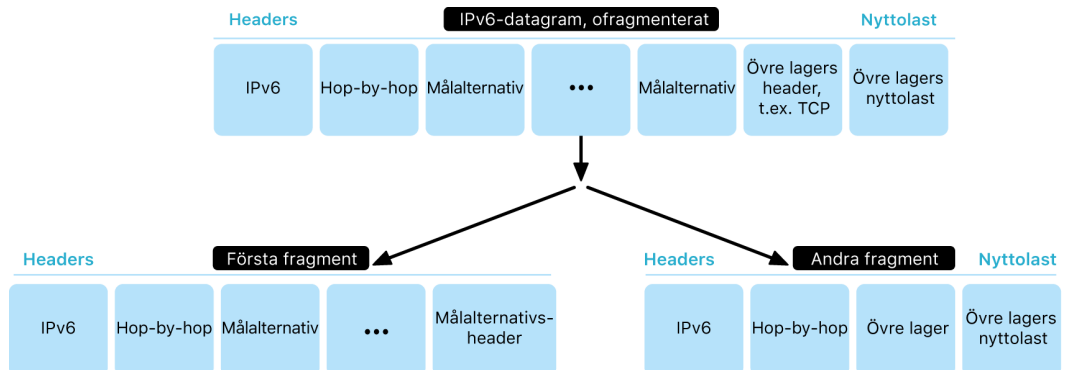 Headers
IPv6-datagram, ofragmenterat
Nyttolast
IPv6
Hop-by-hop
Målalternativ
...
Målalternativ
Övre lagers
header,
t.ex. TCP
Övre lagers
nyttolast
Headers
Första fragment
IPv6
Hop-by-hop
Målalternativ
...
Målalternativs-
header
Headers
Andra fragment
Nyttolast
IPv6
Hop-by-hop
Övre lager
Övre lagers
nyttolast